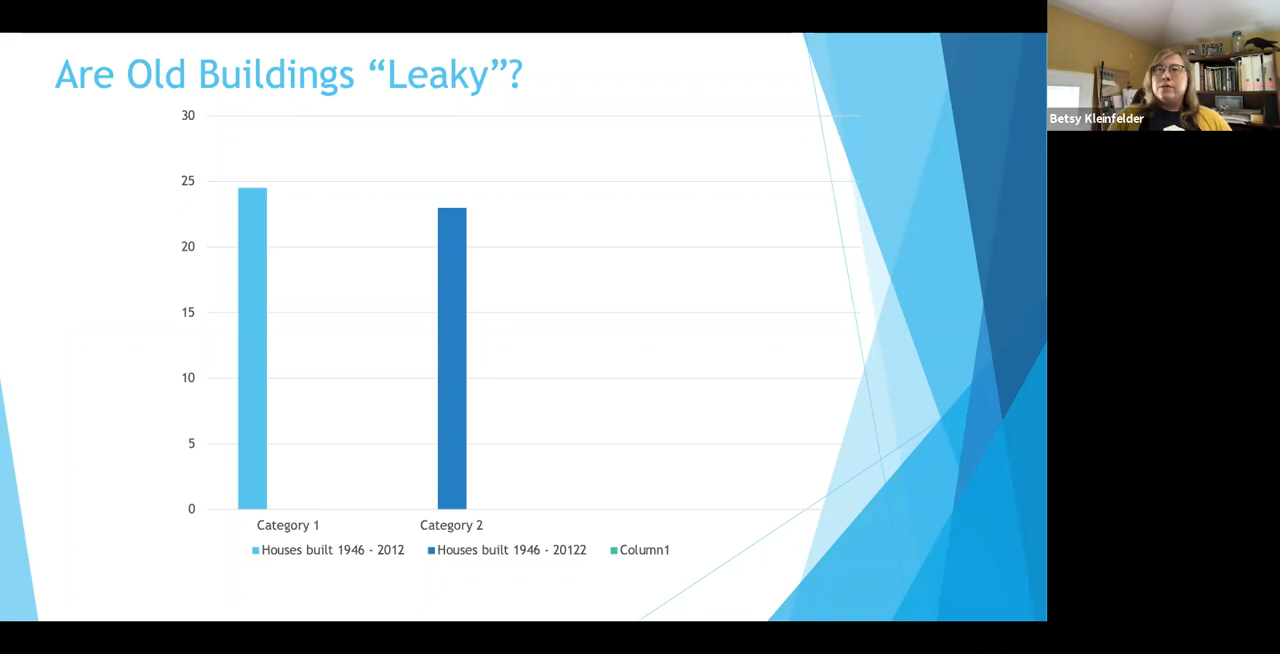 Are Old Buildings “Leaky”?
30
25
20
15
10
5
0
Category 1
Category 2
Houses built 1946 - 2012
Houses built 1946 - 20122
Column1
Betsy Kleinfelder